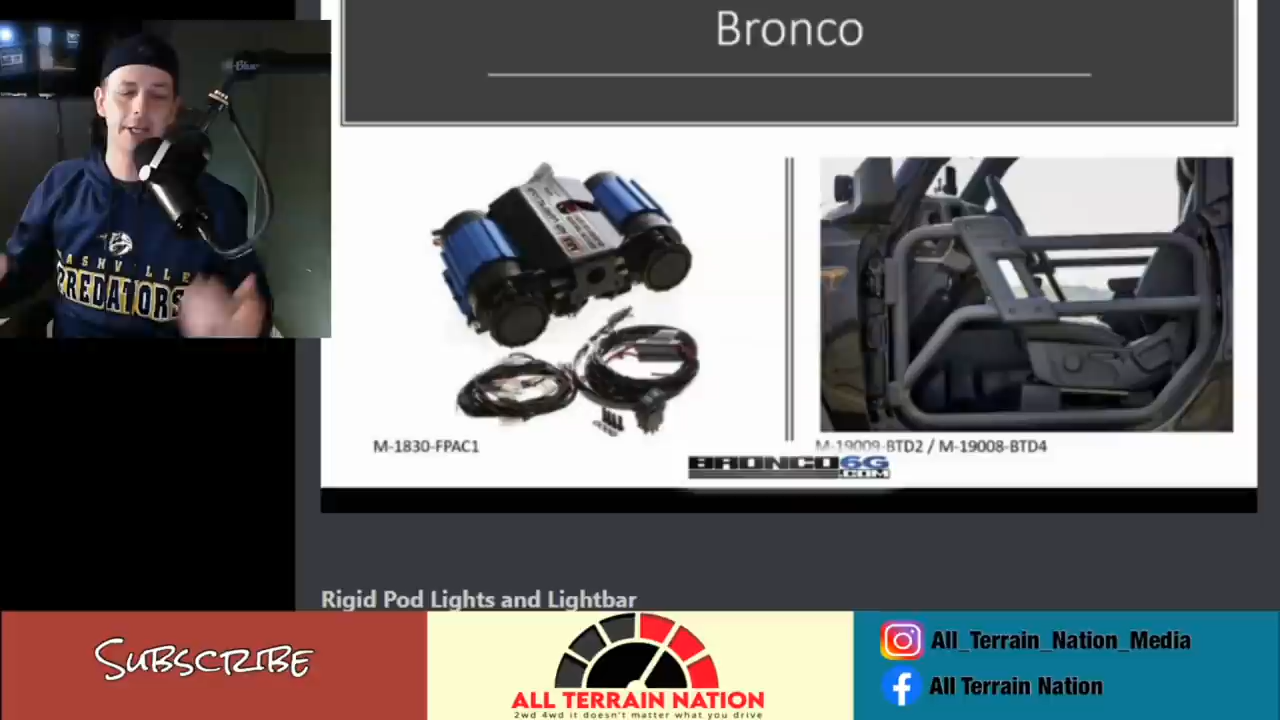 Bronco
Blue
NASHVILLE
PREDATORS
M-1830-FPAC1
M-19009-BTD2 / M-19008-BTD4
BRONCO6G
.COM
Rigid Pod Lights and Lightbar
SUBSCRIBE
ALL TERRAIN NATION
2wd 4wd it doesn't matter what you drive
All_Terrain_Nation_Media
All Terrain Nation